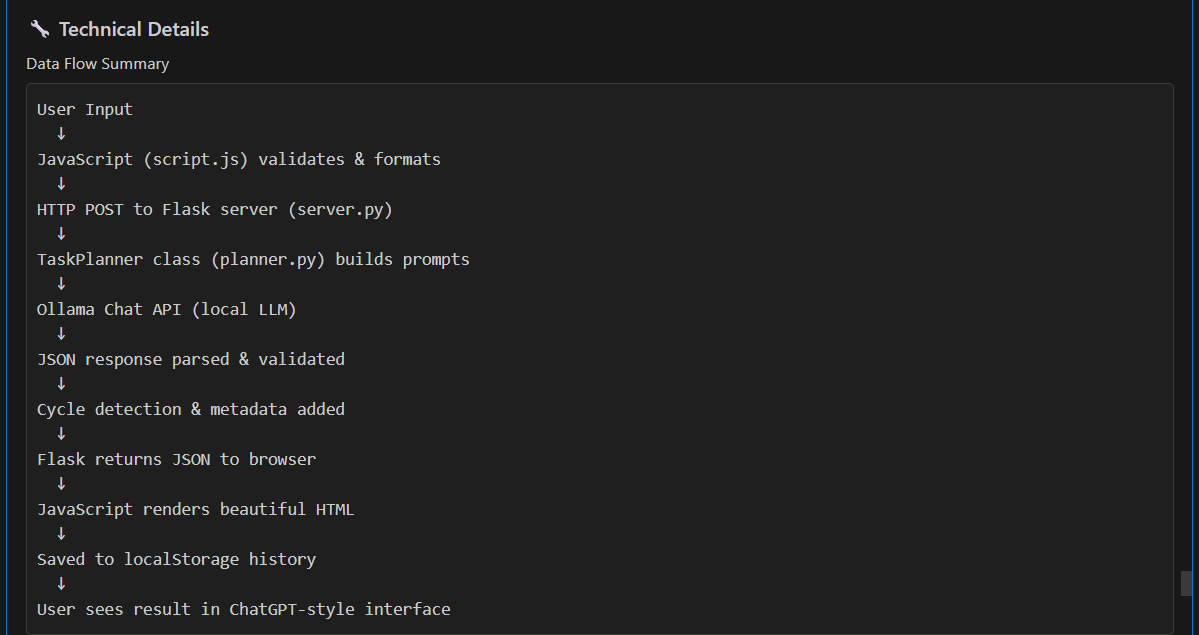 🔧 Technical Details
Data Flow Summary
User Input
↓
JavaScript (script.js) validates & formats
↓
HTTP POST to Flask server (server.py)
↓
TaskPlanner class (planner.py) builds prompts
↓
Ollama Chat API (local LLM)
↓
JSON response parsed & validated
↓
Cycle detection & metadata added
↓
Flask returns JSON to browser
↓
JavaScript renders beautiful HTML
↓
Saved to localStorage history
↓
User sees result in ChatGPT-style interface